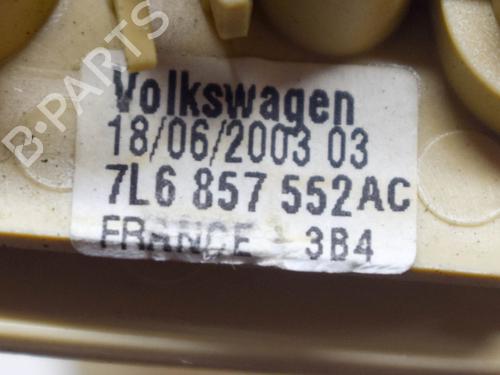 B-PARTS
Volkswagen
18/06/2003 03
7L6 857 552AC
FRANCE 3B4